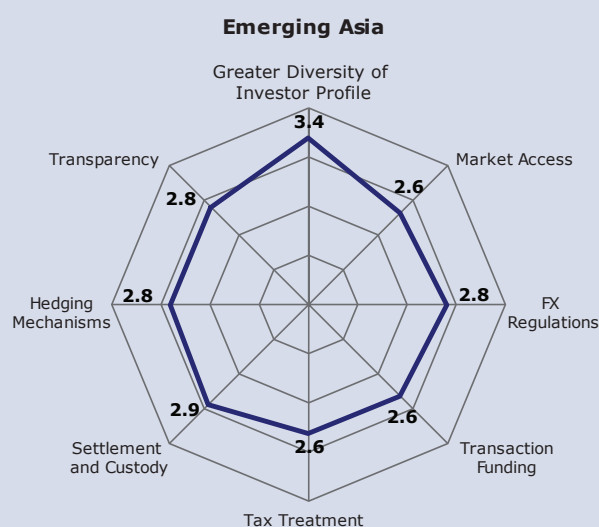 Emerging Asia
Greater Diversity of
Investor Profile
3.4
Transparency
Market Access
2.8
2.6
Hedging
Mechanisms
2.8
2.8
FX
Regulations
2.9
2.6
Settlement
and Custody
2.6
Transaction
Funding
Tax Treatment